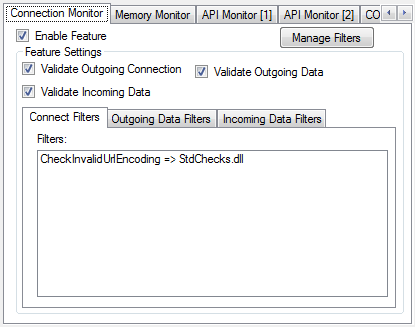 Connection Monitor Memory Monitor API Monitor [1] API Monitor [2] CO
Enable Feature Manage Filters
Feature Settings
Validate Outgoing Connection Validate Outgoing Data
Validate Incoming Data
Connect Filters Outgoing Data Filters Incoming Data Filters
Filters:
CheckInvalidUrlEncoding => StdChecks.dll